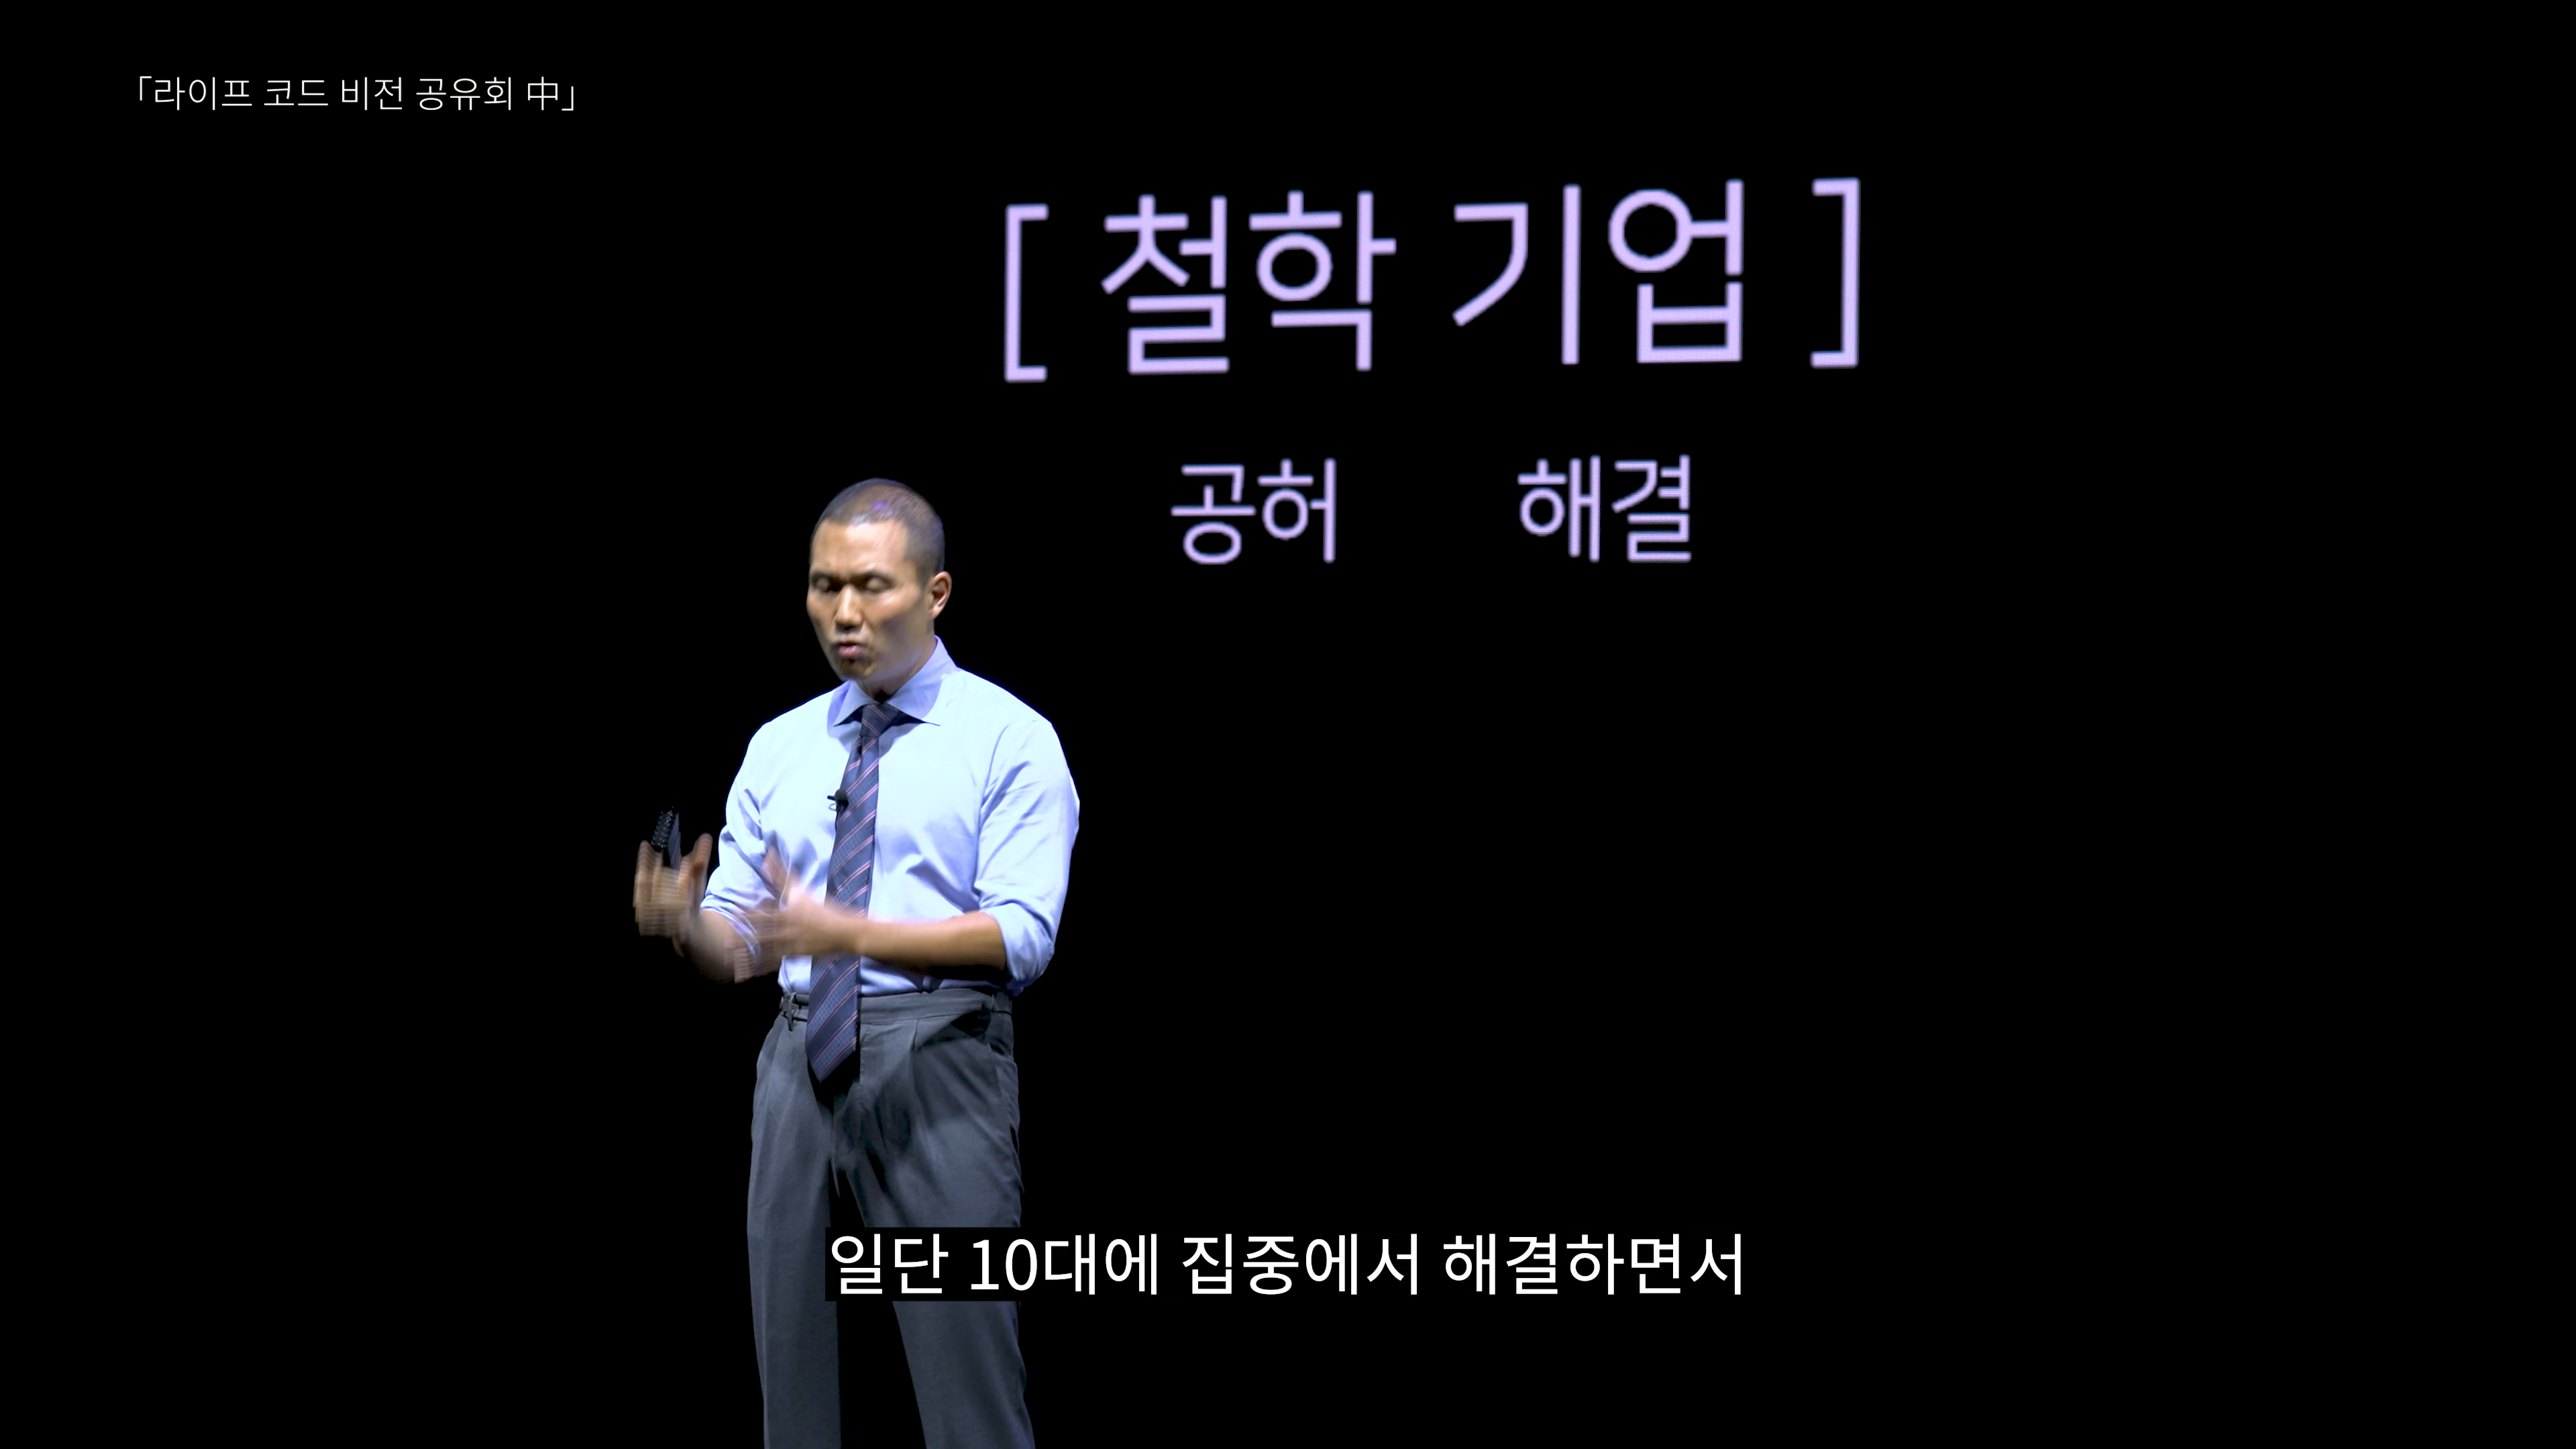 「라이프 코드 비전 공유회 中」
[ 철학 기업 ]
공허 해결
일단 10대에 집중에서 해결하면서